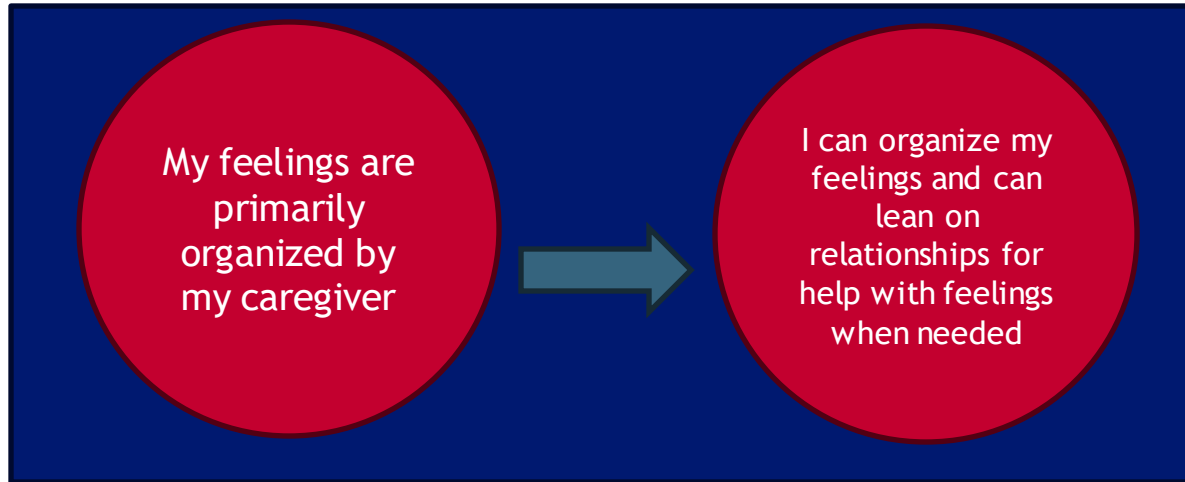 My feelings are
primarily
organized by
my caregiver
I can organize my
feelings and can
lean on
relationships for
help with feelings
when needed